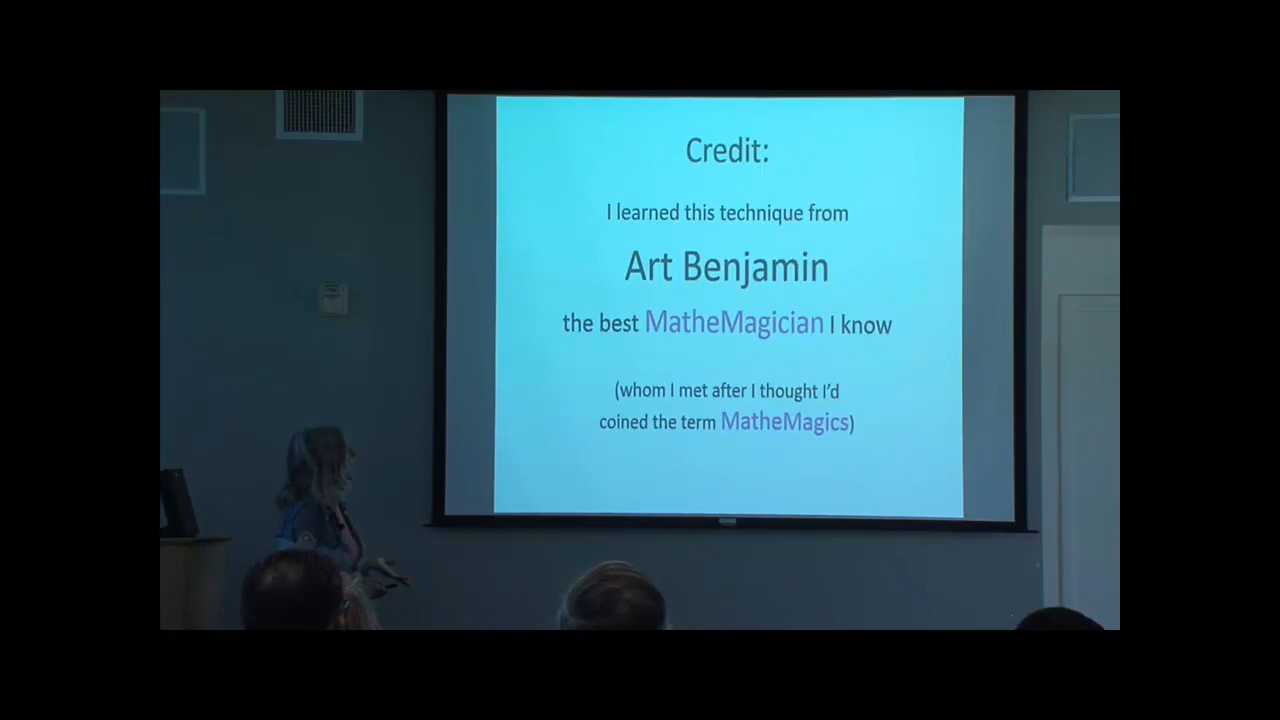 Credit:
I learned this technique from
Art Benjamin
the best MatheMagician I know
(whom I met after I thought I'd
coined the term MatheMagics)